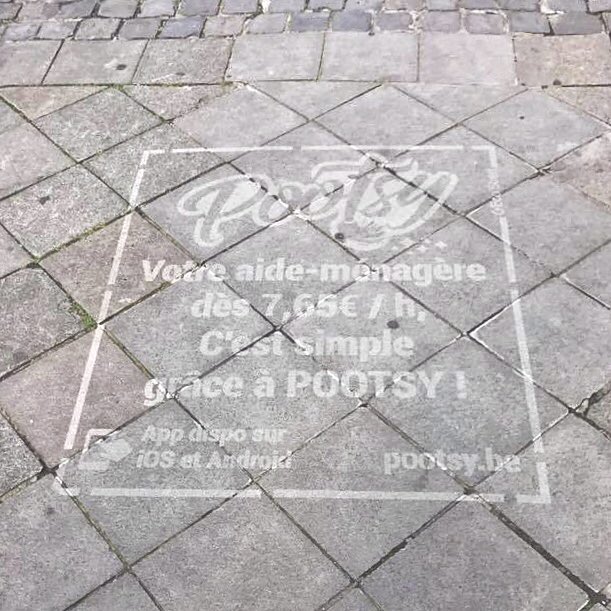 Pootsy
Votre aide-ménagère
dès 7,65€ / h,
C'est simple
grâce à POOTSY !
App dispo sur
iOS et Android
pootsy.be